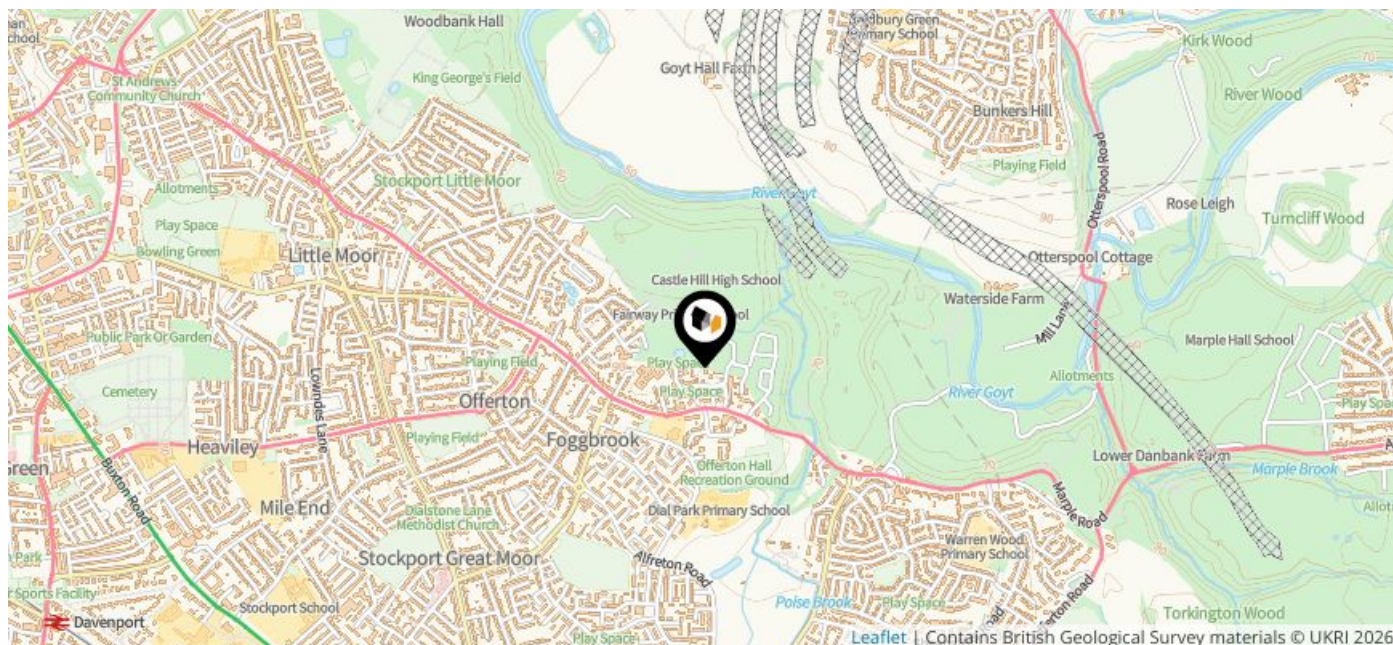 Woodbank Hall
Bunkers Hill
Goyt Hall Farm
King George's Field
St Andrews
Community Church
Primary School
Kirk Wood
River Wood
Playing Field
Otterspool Road
Rose Leigh
Turncliff Wood
Allotments
Stockport Little Moor
River Goyt
Play Space
Bowling Green
Little Moor
Castle Hill High School
Otterspool Cottage
Waterside Farm
Mill Lane
Marple Hall School
Public Park Or Garden
Lowndes Lane
Playing Field
Play Space
Play Space
River Goyt
Allotments
Cemetery
Offerton
Heaviley
Playing Field
Foggbrook
Green
Buxton Road
Offerton Hall
Recreation Ground
Lower Danbank Farm
Marple Brook
Mile End
Dialstone Lane
Methodist Church
Dial Park Primary School
Marple Road
Warren Wood
Primary School
Stockport Great Moor
Alfreton Road
Stockport School
Poise Brook
Play Space
Play Space
Torkington Wood
Sports Facility
Davenport
Leaflet | Contains British Geological Survey materials © UKRI 2026